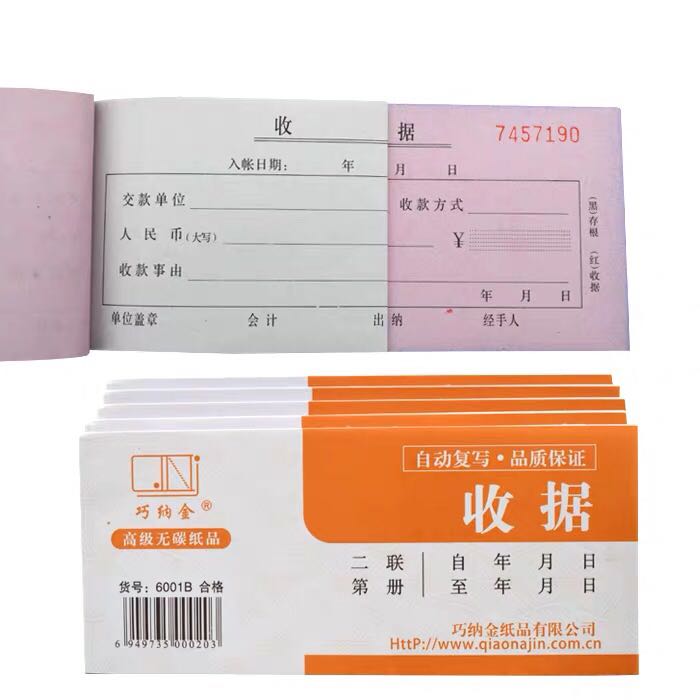 收 据 7457190
入帐日期： 年 月 日
交款单位 收款方式
人民币(大写) ¥
收款事由
年 月 日
单位盖章 会计 出纳 经手人
(黑)存根 (红)收据
QNj
巧纳金®
高级无碳纸品
货号：6001B 合格
6 949735 000203
自动复写·品质保证
收据
二联 自 年 月 日
第 册 至 年 月 日
巧纳金纸品有限公司
HttP://www.qiaonajin.com.cn